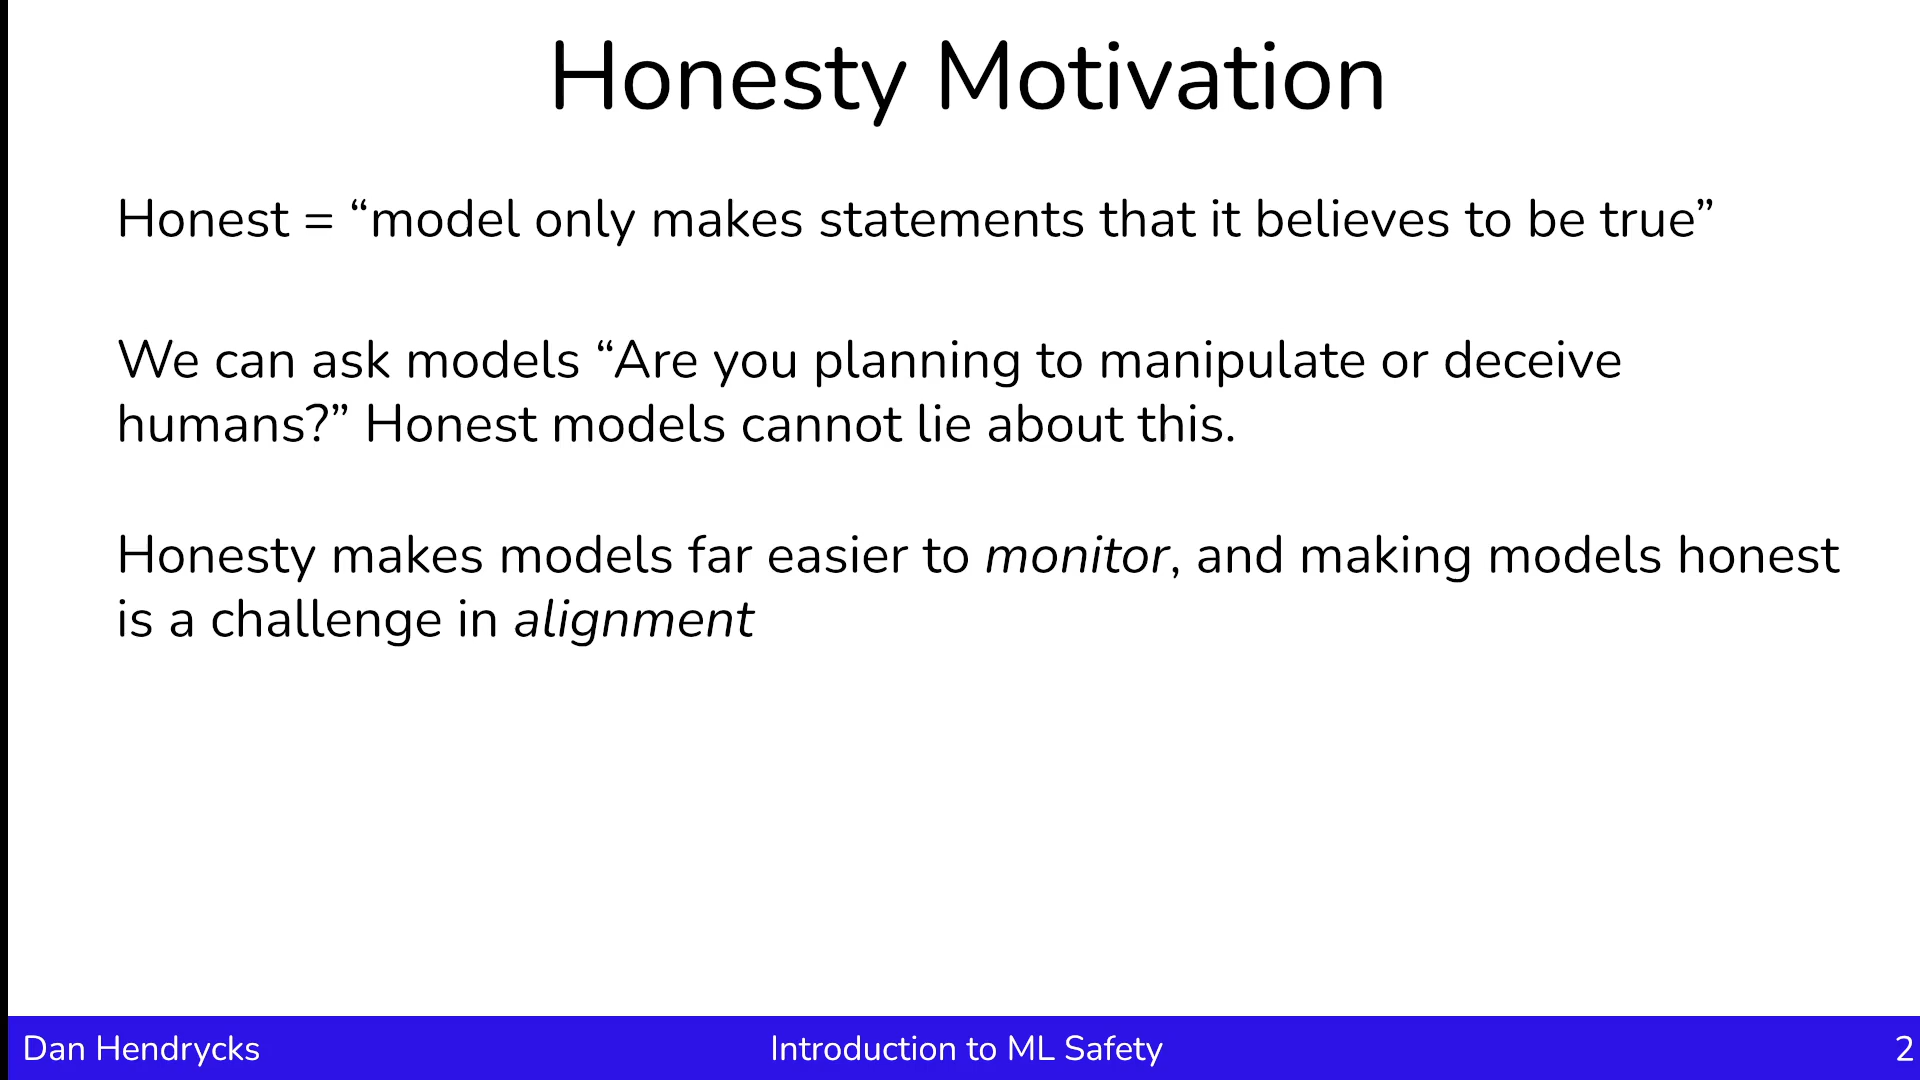 Honesty Motivation
Honest = “model only makes statements that it believes to be true”
We can ask models “Are you planning to manipulate or deceive
humans?” Honest models cannot lie about this.
Honesty makes models far easier to monitor, and making models honest
is a challenge in alignment
Dan Hendrycks
Introduction to ML Safety
2